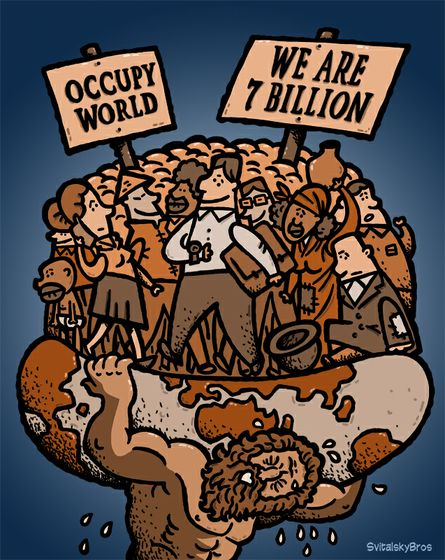 OCCUPY
WORLD
WE ARE
7 BILLION
SvitalskyBros